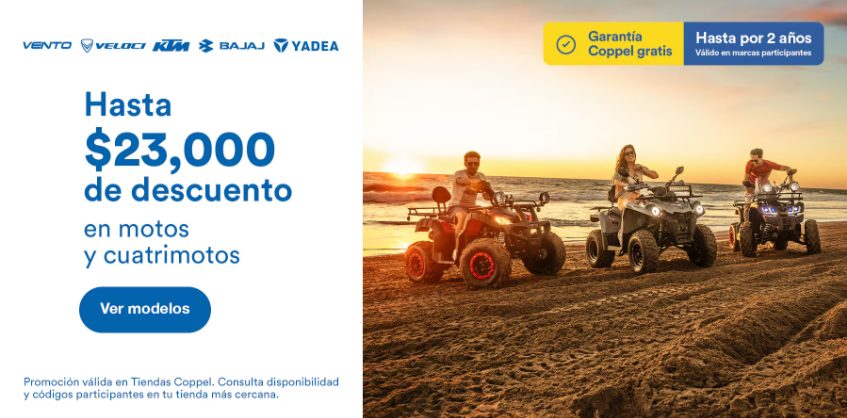 VENTO VELOCI KTM BAJAJ YADEA
Hasta
$23,000
de descuento
en motos
y cuatrimotos
Ver modelos
Promoción válida en Tiendas Coppel. Consulta disponibilidad
y códigos participantes en tu tienda más cercana.
Garantía
Coppel gratis
Hasta por 2 años
Válido en marcas participantes